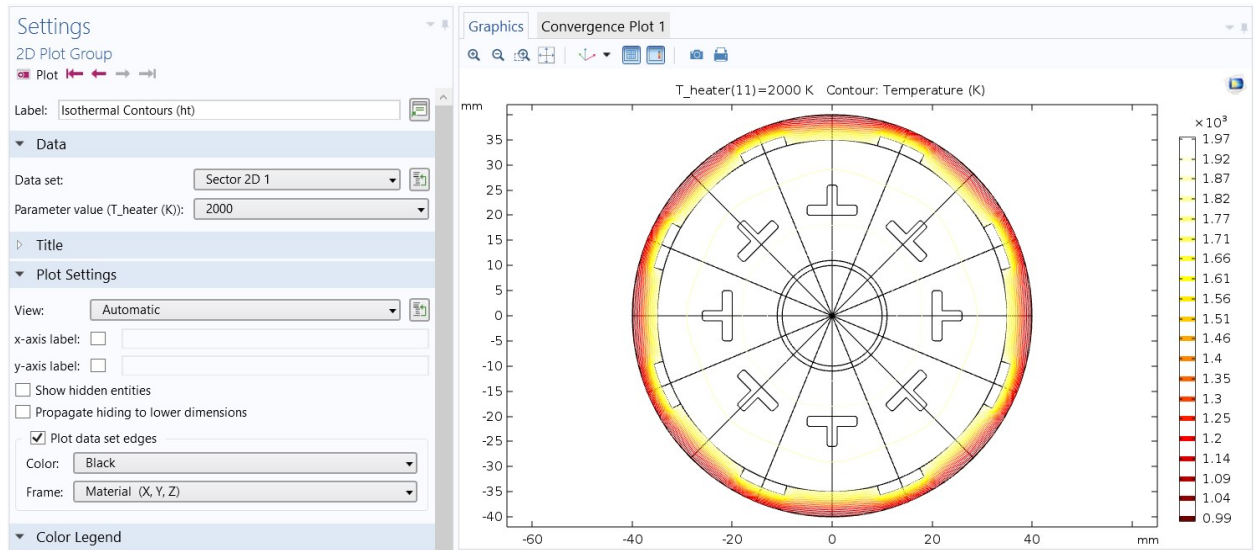 Settings
2D Plot Group
Plot
Label: Isothermal Contours (ht)
Data
Data set: Sector 2D 1
Parameter value (T_heater (K)): 2000
Title
Plot Settings
View: Automatic
x-axis label:
y-axis label:
Show hidden entities
Propagate hiding to lower dimensions
Plot data set edges
Color: Black
Frame: Material (X, Y, Z)
Color Legend
Graphics Convergence Plot 1
T_heater(11)=2000 K Contour: Temperature (K)
mm
35
30
25
20
15
10
5
0
-5
-10
-15
-20
-25
-30
-35
-40
-60 -40 -20 0 20 40 mm
×10³
1.97
1.92
1.87
1.82
1.77
1.71
1.66
1.61
1.56
1.51
1.46
1.4
1.35
1.3
1.25
1.2
1.14
1.09
1.04
0.99